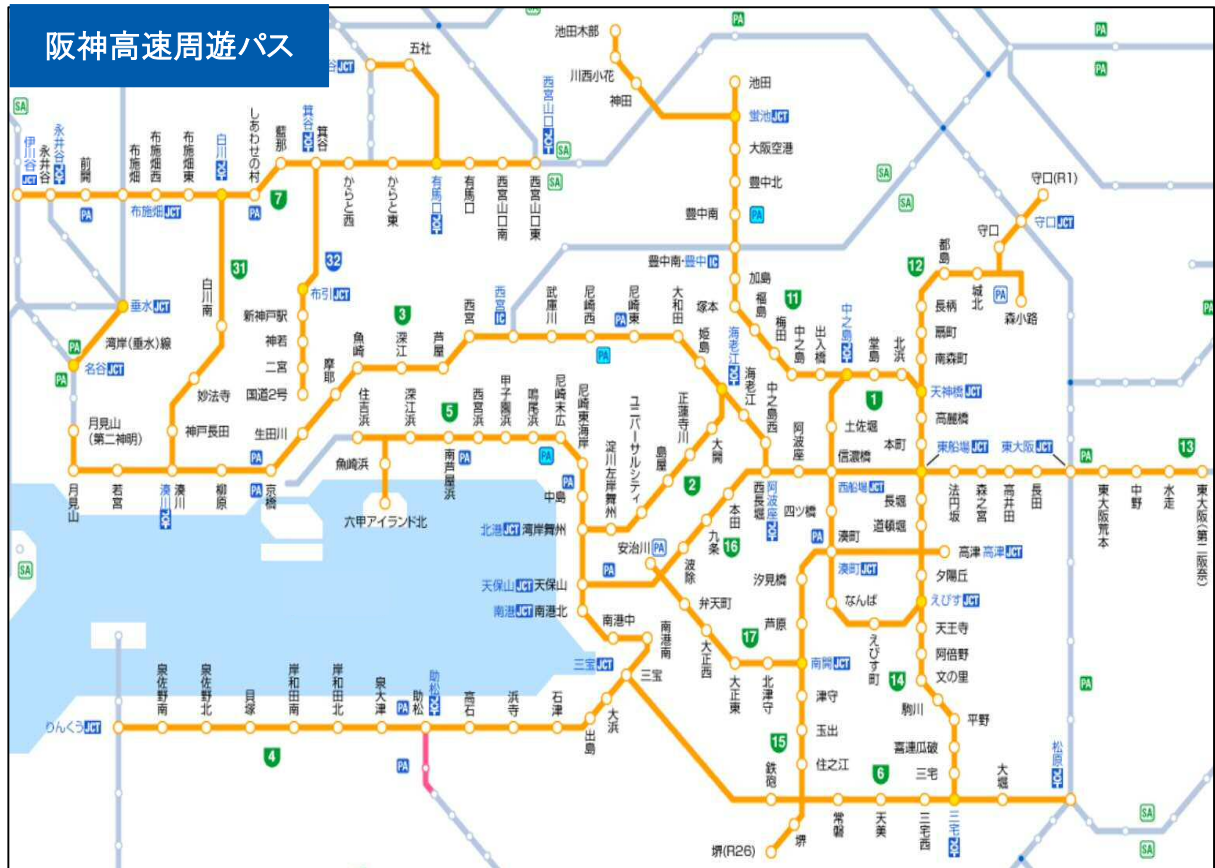 阪神高速周遊パス
池田木部
川西小花
神田
五社
谷JCT
西宮山口JCT
池田
蛍池JCT
大阪空港
豊中北
豊中南
豊中南・豊中IC
加島
伊川谷JCT
永井谷
永井谷JCT
前開
布施畑
布施畑西
布施畑東
白川JCT
しあわせの村
藍那
箕谷JCT
箕谷
からと西
からと東
有馬口JCT
有馬口
西宮山口南
西宮山口東
布施畑JCT
7
31
32
白川南
布引JCT
新神戸駅
神若
二宮
国道2号
垂水JCT
湾岸(垂水)線
名谷JCT
月見山
(第二神明)
妙法寺
神戸長田
月見山
若宮
湊川JCT
湊川
柳原
京橋
生田川
摩耶
魚崎
深江
芦屋
3
西宮
西宮IC
武庫川
尼崎西
尼崎東
大和田
姫島
海老江JCT
海老江
中之島西
塚本
福島
梅田
11
中之島
出入橋
中之島JCT
堂島
北浜
1
12
都島
城北
守口
守口(R1)
守口JCT
森小路
長柄
扇町
南森町
天神橋JCT
高麗橋
本町
東船場JCT
東大阪JCT
13
土佐堀
信濃橋
阿波座
西長堀
阿波座JCT
西船場JCT
四ツ橋
長堀
道頓堀
法円坂
森之宮
高井田
長田
東大阪荒本
中野
水走
東大阪(第二阪奈)
住吉浜
深江浜
5
西宮浜
甲子園浜
鳴尾浜
尼崎末広
尼崎東海岸
魚崎浜
南芦屋浜
六甲アイランド北
中島
北港JCT湾岸舞州
淀川左岸舞州
ユニバーサルシティ
島屋
正蓮寺川
大開
2
安治川
本田
九条
16
波除
弁天町
大正西
17
大正東
北津守
天保山JCT天保山
南港JCT南港北
南港中
南港南
三宝JCT
三宝
湊町
湊町JCT
高津 高津JCT
汐見橋
芦原
南開JCT
なんば
えびす町
夕陽丘
えびすJCT
天王寺
阿倍野
文の里
14
駒川
平野
喜連瓜破
三宅
津守
玉出
15
住之江
りんくうJCT
泉佐野南
泉佐野北
貝塚
岸和田南
岸和田北
泉大津
助松
助松JCT
高石
浜寺
石津
出島
大浜
4
鉄砲
堺
堺(R26)
6
常磐
天美
三宅西
三宅JCT
大堀
松原JCT
SA
PA